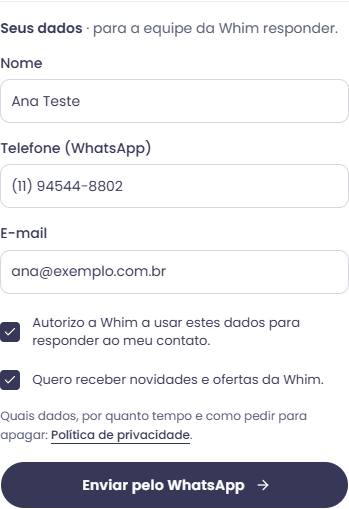 Seus dados · para a equipe da Whim responder.
Nome
Ana Teste
Telefone (WhatsApp)
(11) 94544-8802
E-mail
ana@exemplo.com.br
Autorizo a Whim a usar estes dados para
responder ao meu contato.
Quero receber novidades e ofertas da Whim.
Quais dados, por quanto tempo e como pedir para
apagar: Política de privacidade.
Enviar pelo WhatsApp →